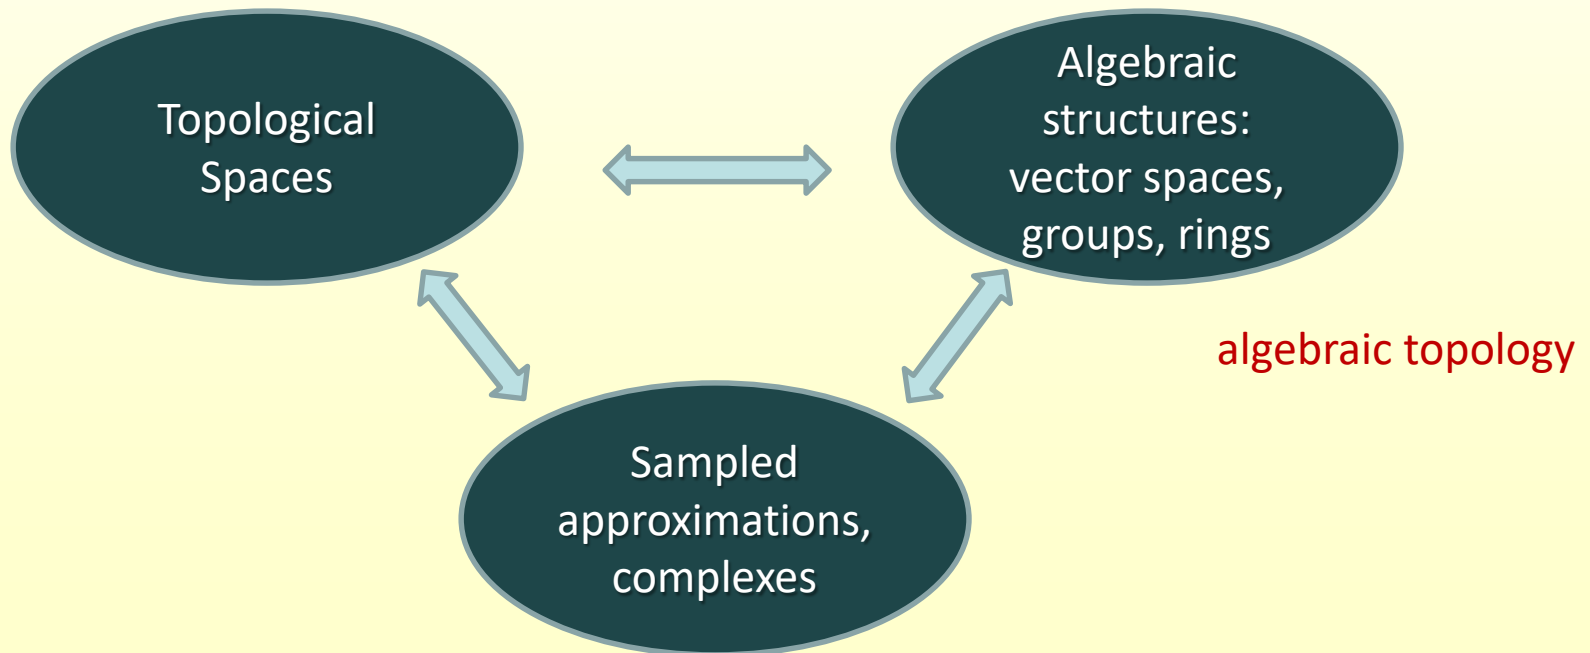 Topological
Spaces
Algebraic
structures:
vector spaces,
groups, rings
algebraic topology
Sampled
approximations,
complexes